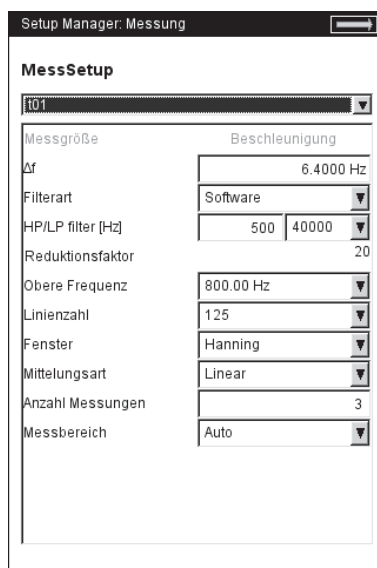 Setup Manager: Messung
MessSetup
t01
Messgröße Beschleunigung
Δf 6.4000 Hz
Filterart Software
HP/LP filter [Hz] 500 40000
Reduktionsfaktor 20
Obere Frequenz 800.00 Hz
Linienzahl 125
Fenster Hanning
Mittelungsart Linear
Anzahl Messungen 3
Messbereich Auto